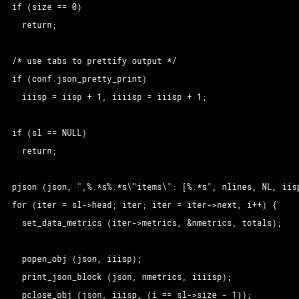 if (size == 0)
return;
/* use tabs to prettify output */
if (conf.json_pretty_print)
iiisp = iisp + 1, iiiisp = iiisp + 1;
if (sl == NULL)
return;
pjson (json, ",%.*s%.*s\"items\": [%.*s", nlines, NL, iisp
for (iter = sl->head; iter; iter = iter->next, i++) {
set_data_metrics (iter->metrics, &nmetrics, totals);
popen_obj (json, iiisp);
print_json_block (json, nmetrics, iiiisp);
pclose_obj (json, iiisp, (i == sl->size - 1));